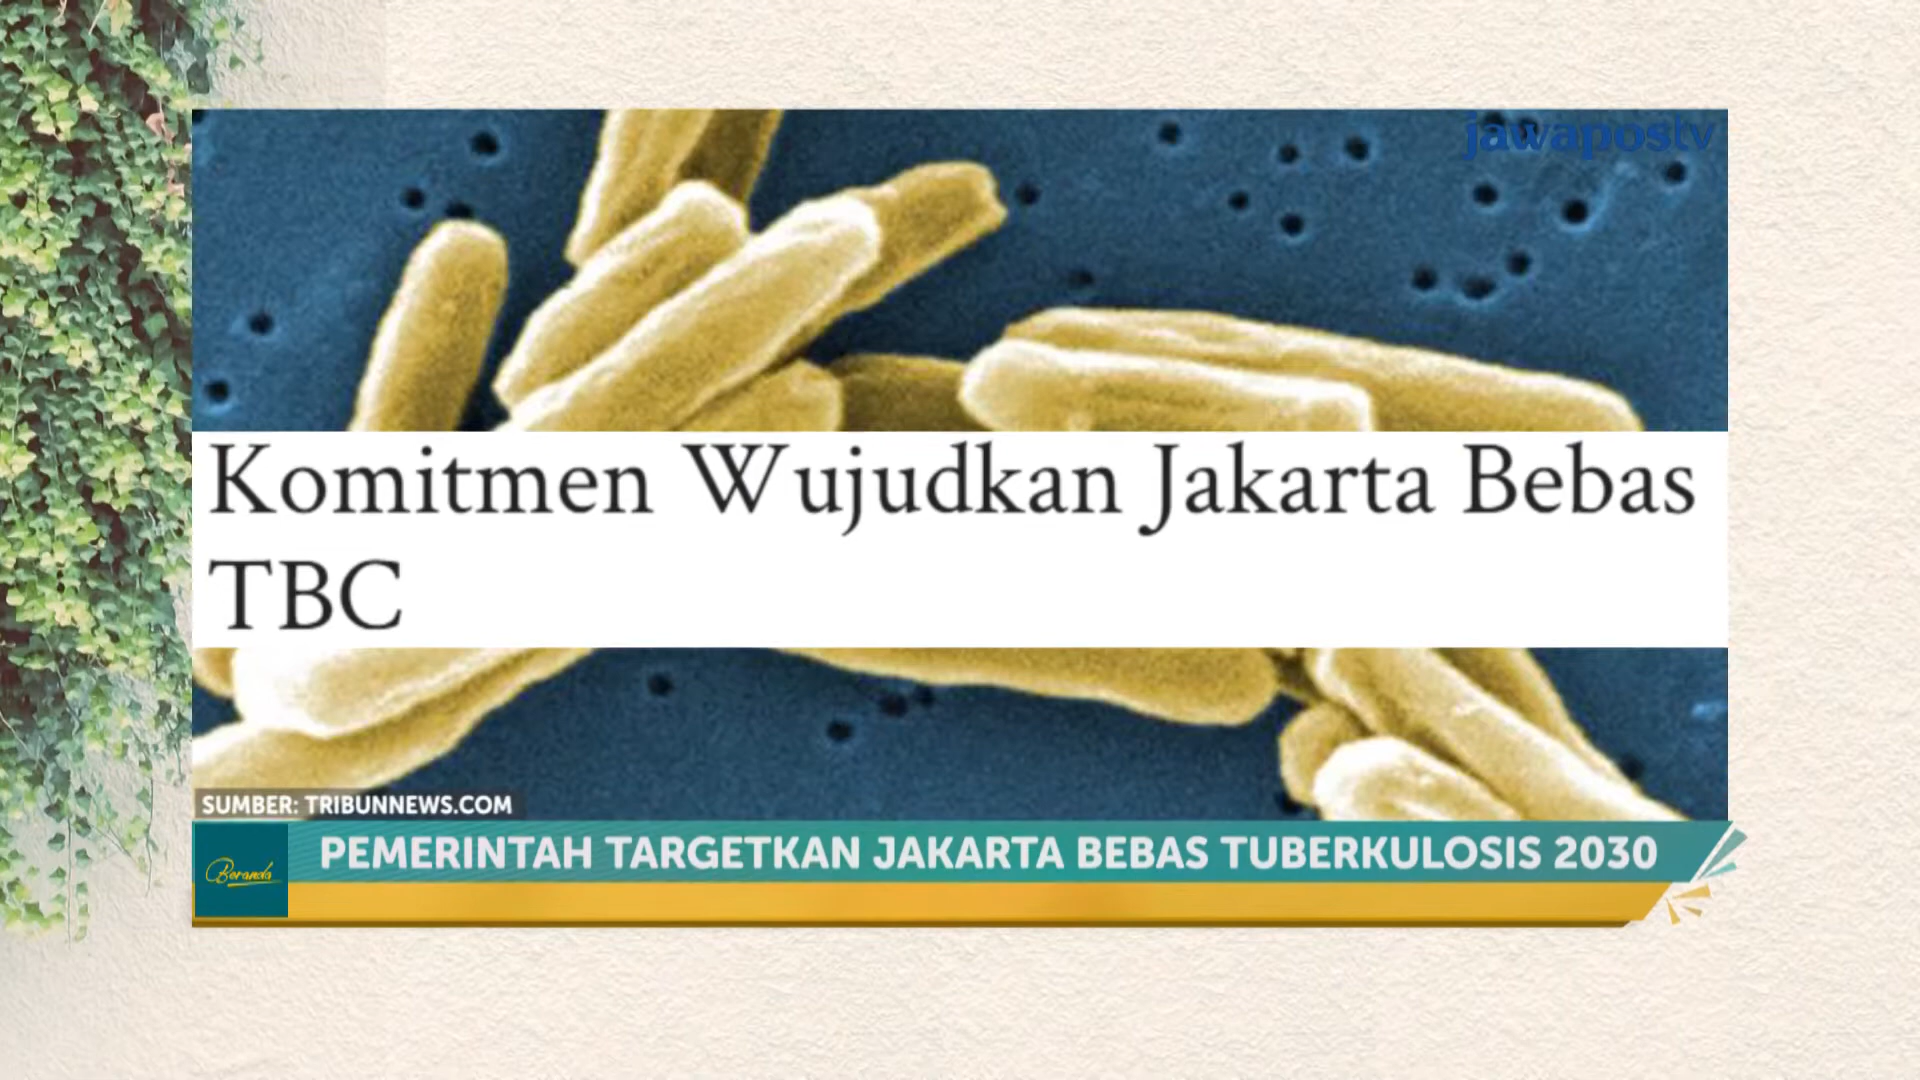 jawapostv
Komitmen Wujudkan Jakarta Bebas
TBC
SUMBER: TRIBUNNEWS.COM
Beranda
PEMERINTAH TARGETKAN JAKARTA BEBAS TUBERKULOSIS 2030